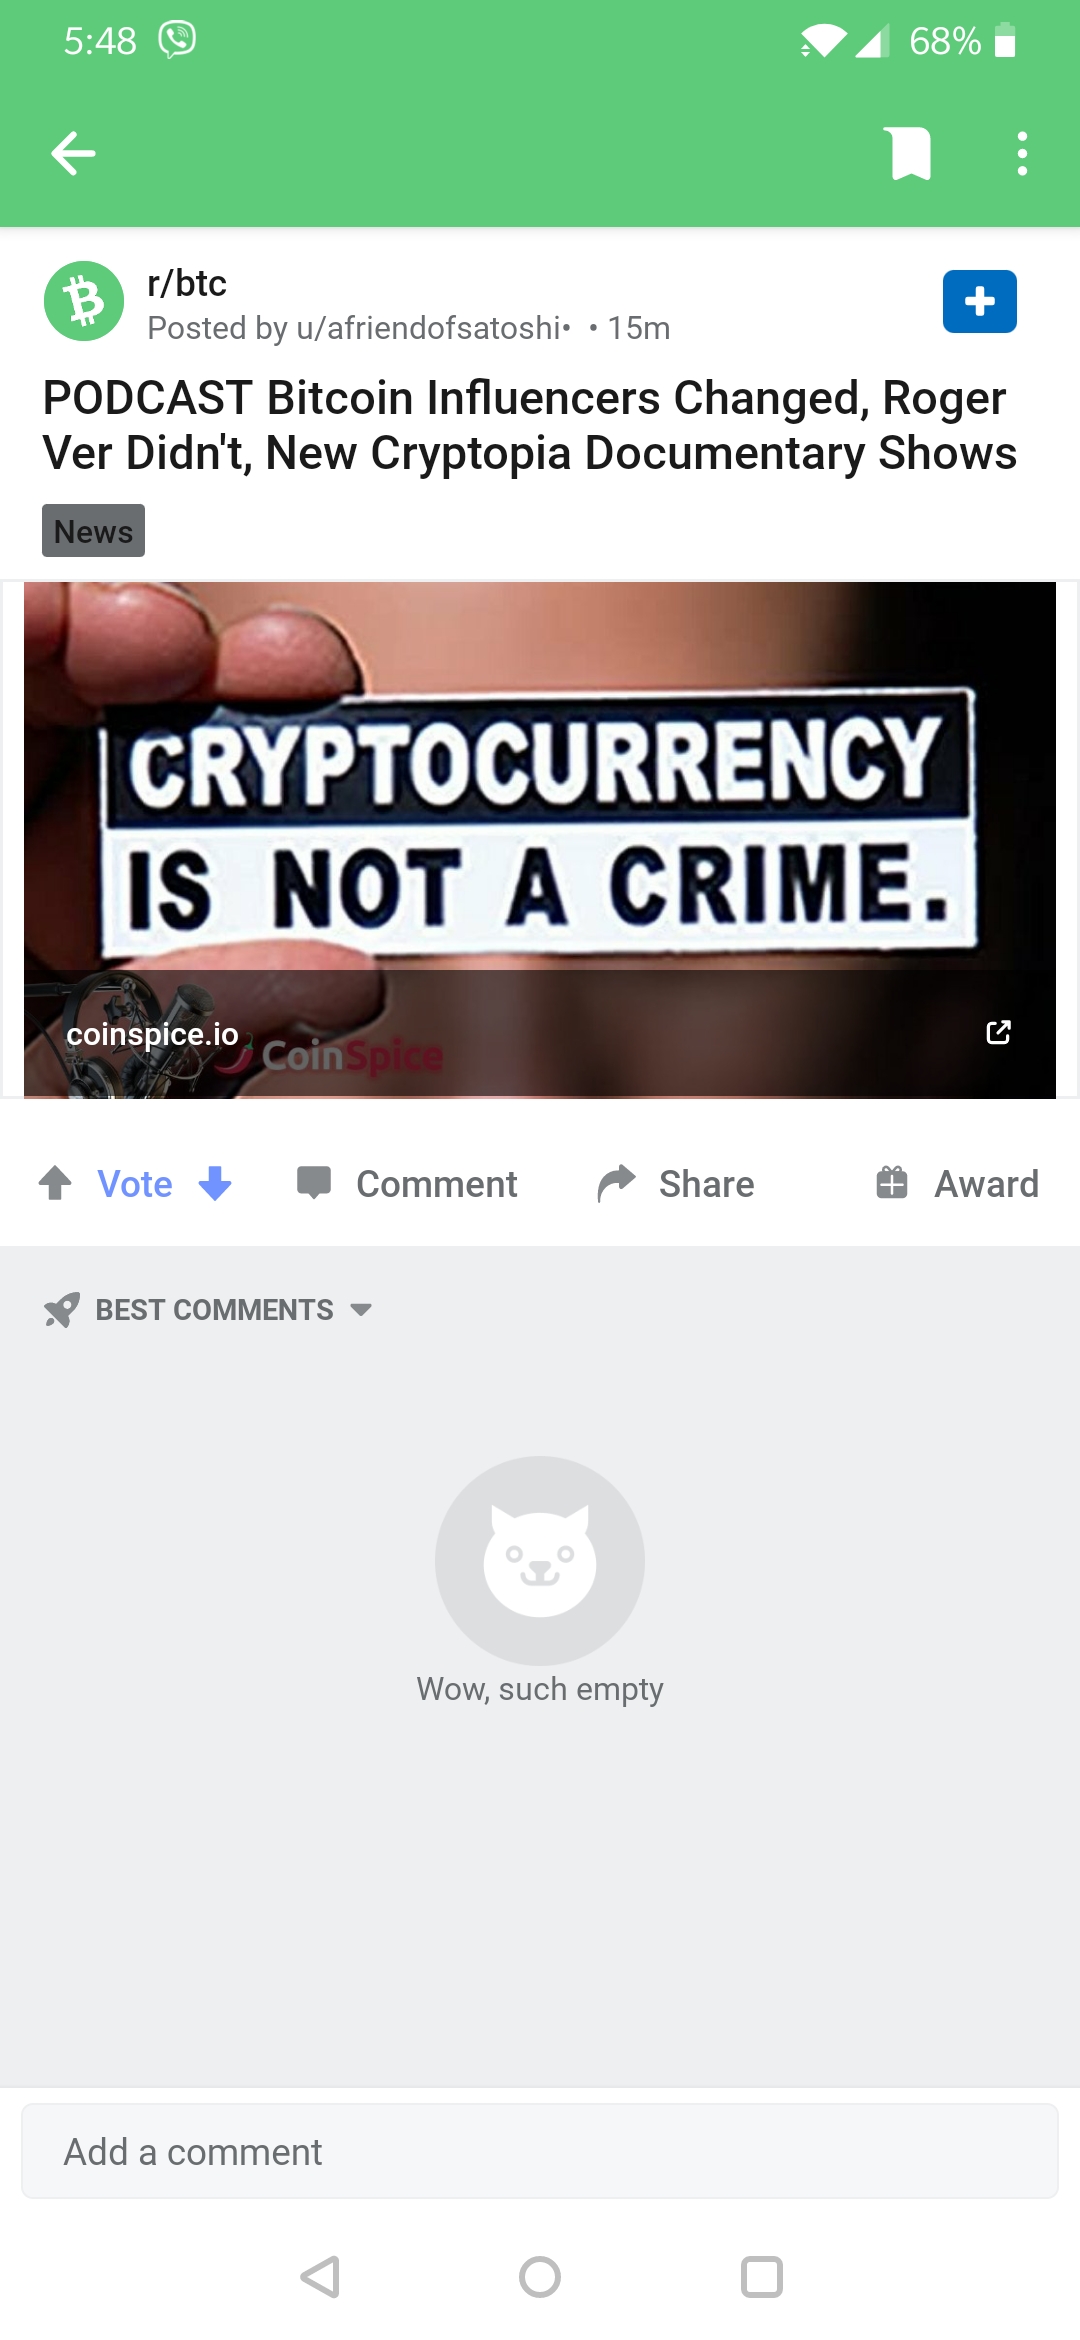 5:48 68%
r/btc
Posted by u/afriendofsatoshi• • 15m
PODCAST Bitcoin Influencers Changed, Roger
Ver Didn't, New Cryptopia Documentary Shows
News
CRYPTOCURRENCY
IS NOT A CRIME.
coinspice.io
CoinSpice
Vote Comment Share Award
BEST COMMENTS
Wow, such empty
Add a comment